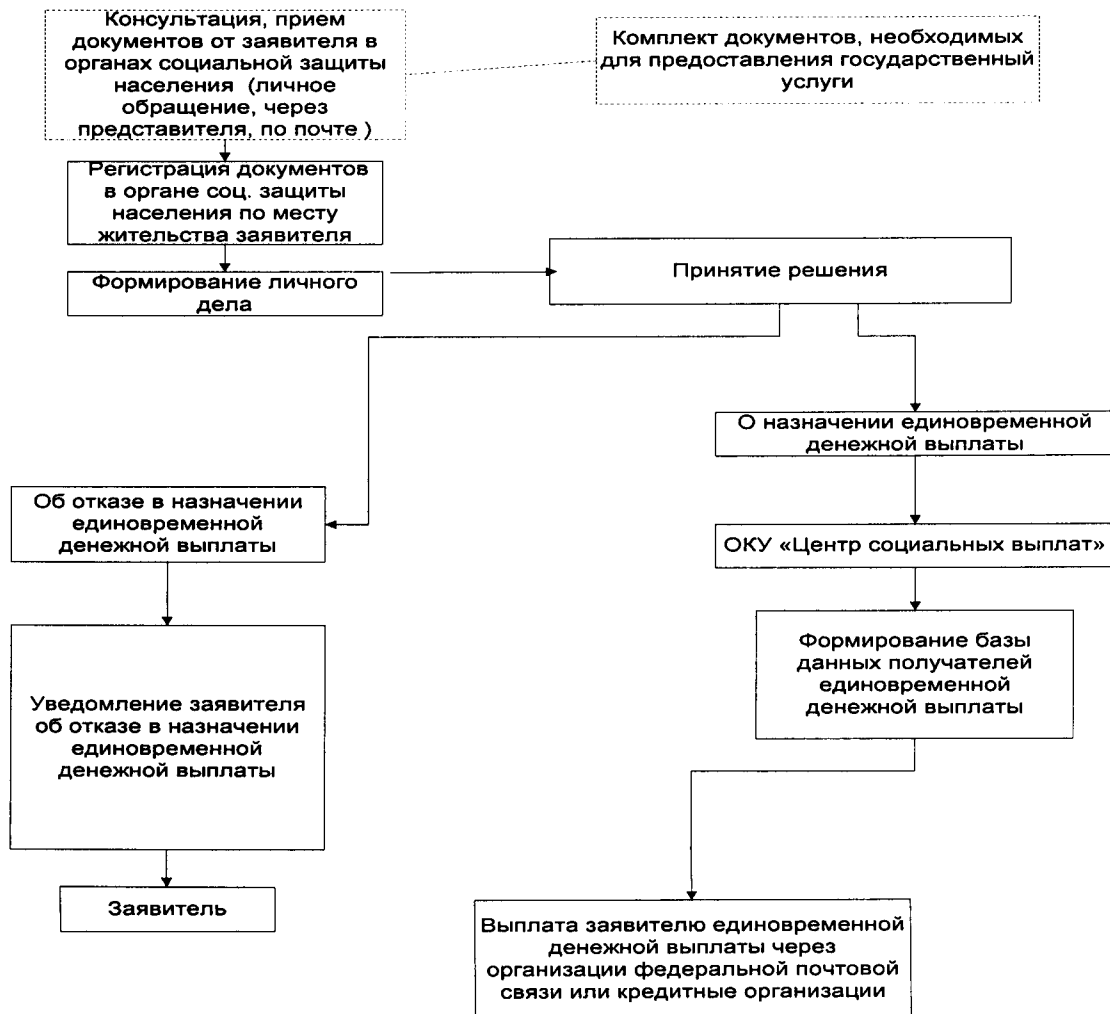 Консультация, прием
документов от заявителя в
органах социальной защиты
населения (личное
обращение, через
представителя, по почте )
Комплект документов, необходимых
для предоставления государственный
услуги
Регистрация документов
в органе соц. защиты
населения по месту
жительства заявителя
Формирование личного
дела
Принятие решения
О назначении единовременной
денежной выплаты
Об отказе в назначении
единовременной
денежной выплаты
ОКУ «Центр социальных выплат»
Формирование базы
данных получателей
единовременной
денежной выплаты
Уведомление заявителя
об отказе в назначении
единовременной
денежной выплаты
Заявитель
Выплата заявителю единовременной
денежной выплаты через
организации федеральной почтовой
связи или кредитные организации